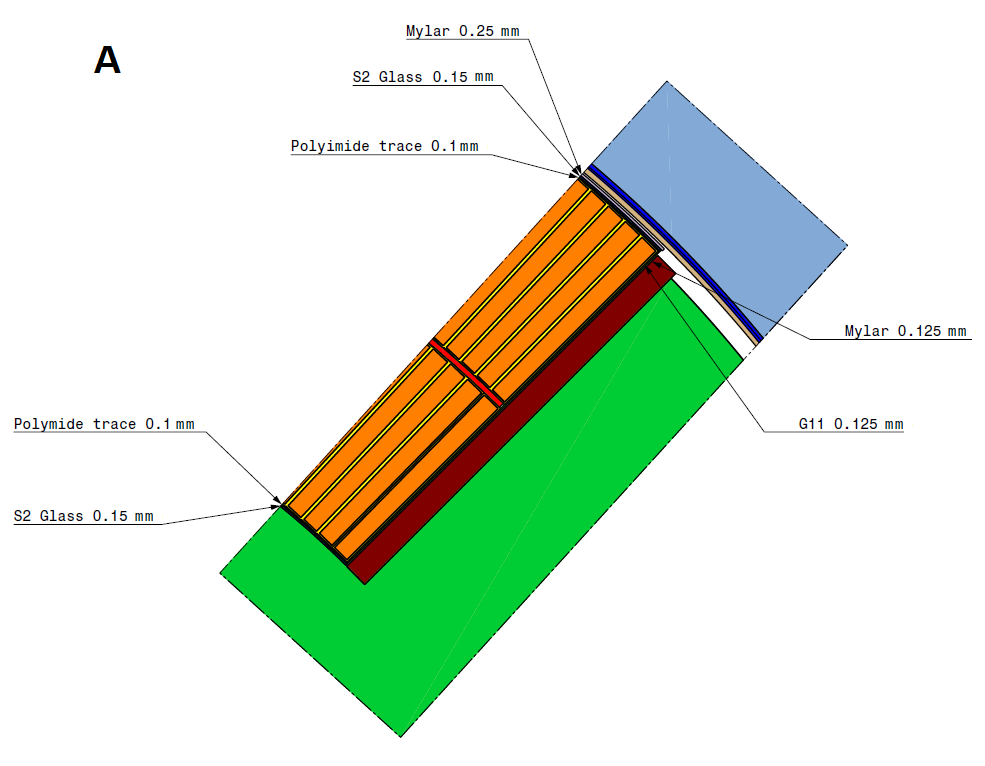 A
Mylar 0.25 mm
S2 Glass 0.15 mm
Polyimide trace 0.1 mm
Mylar 0.125 mm
Polymide trace 0.1 mm
G11 0.125 mm
S2 Glass 0.15 mm